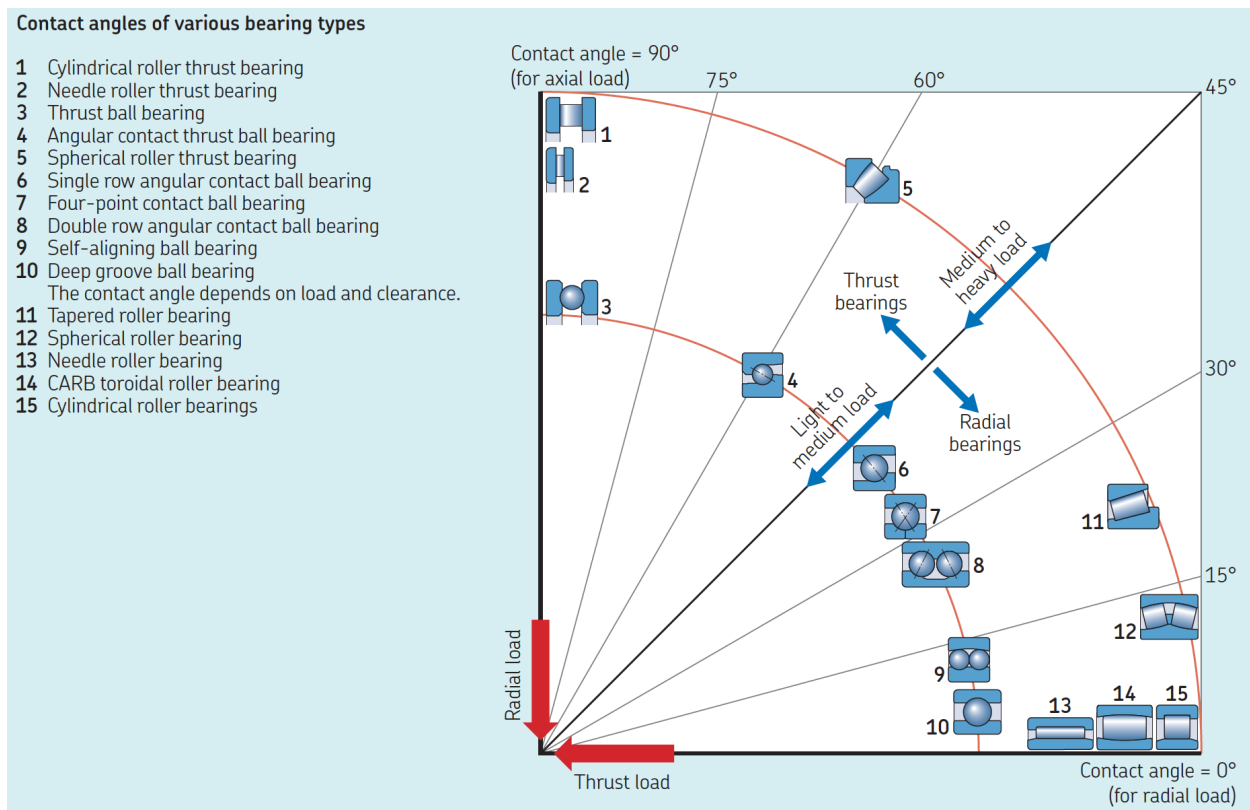 Contact angles of various bearing types
1 Cylindrical roller thrust bearing
2 Needle roller thrust bearing
3 Thrust ball bearing
4 Angular contact thrust ball bearing
5 Spherical roller thrust bearing
6 Single row angular contact ball bearing
7 Four-point contact ball bearing
8 Double row angular contact ball bearing
9 Self-aligning ball bearing
10 Deep groove ball bearing
The contact angle depends on load and clearance.
11 Tapered roller bearing
12 Spherical roller bearing
13 Needle roller bearing
14 CARB toroidal roller bearing
15 Cylindrical roller bearings
Contact angle = 90°
(for axial load)
75°
60°
45°
1
2
5
Medium to
heavy load
Thrust
bearings
3
4
30°
Light to
medium load
Radial
bearings
6
7
11
8
15°
12
9
13
14
15
10
Radial load
Thrust load
Contact angle = 0°
(for radial load)